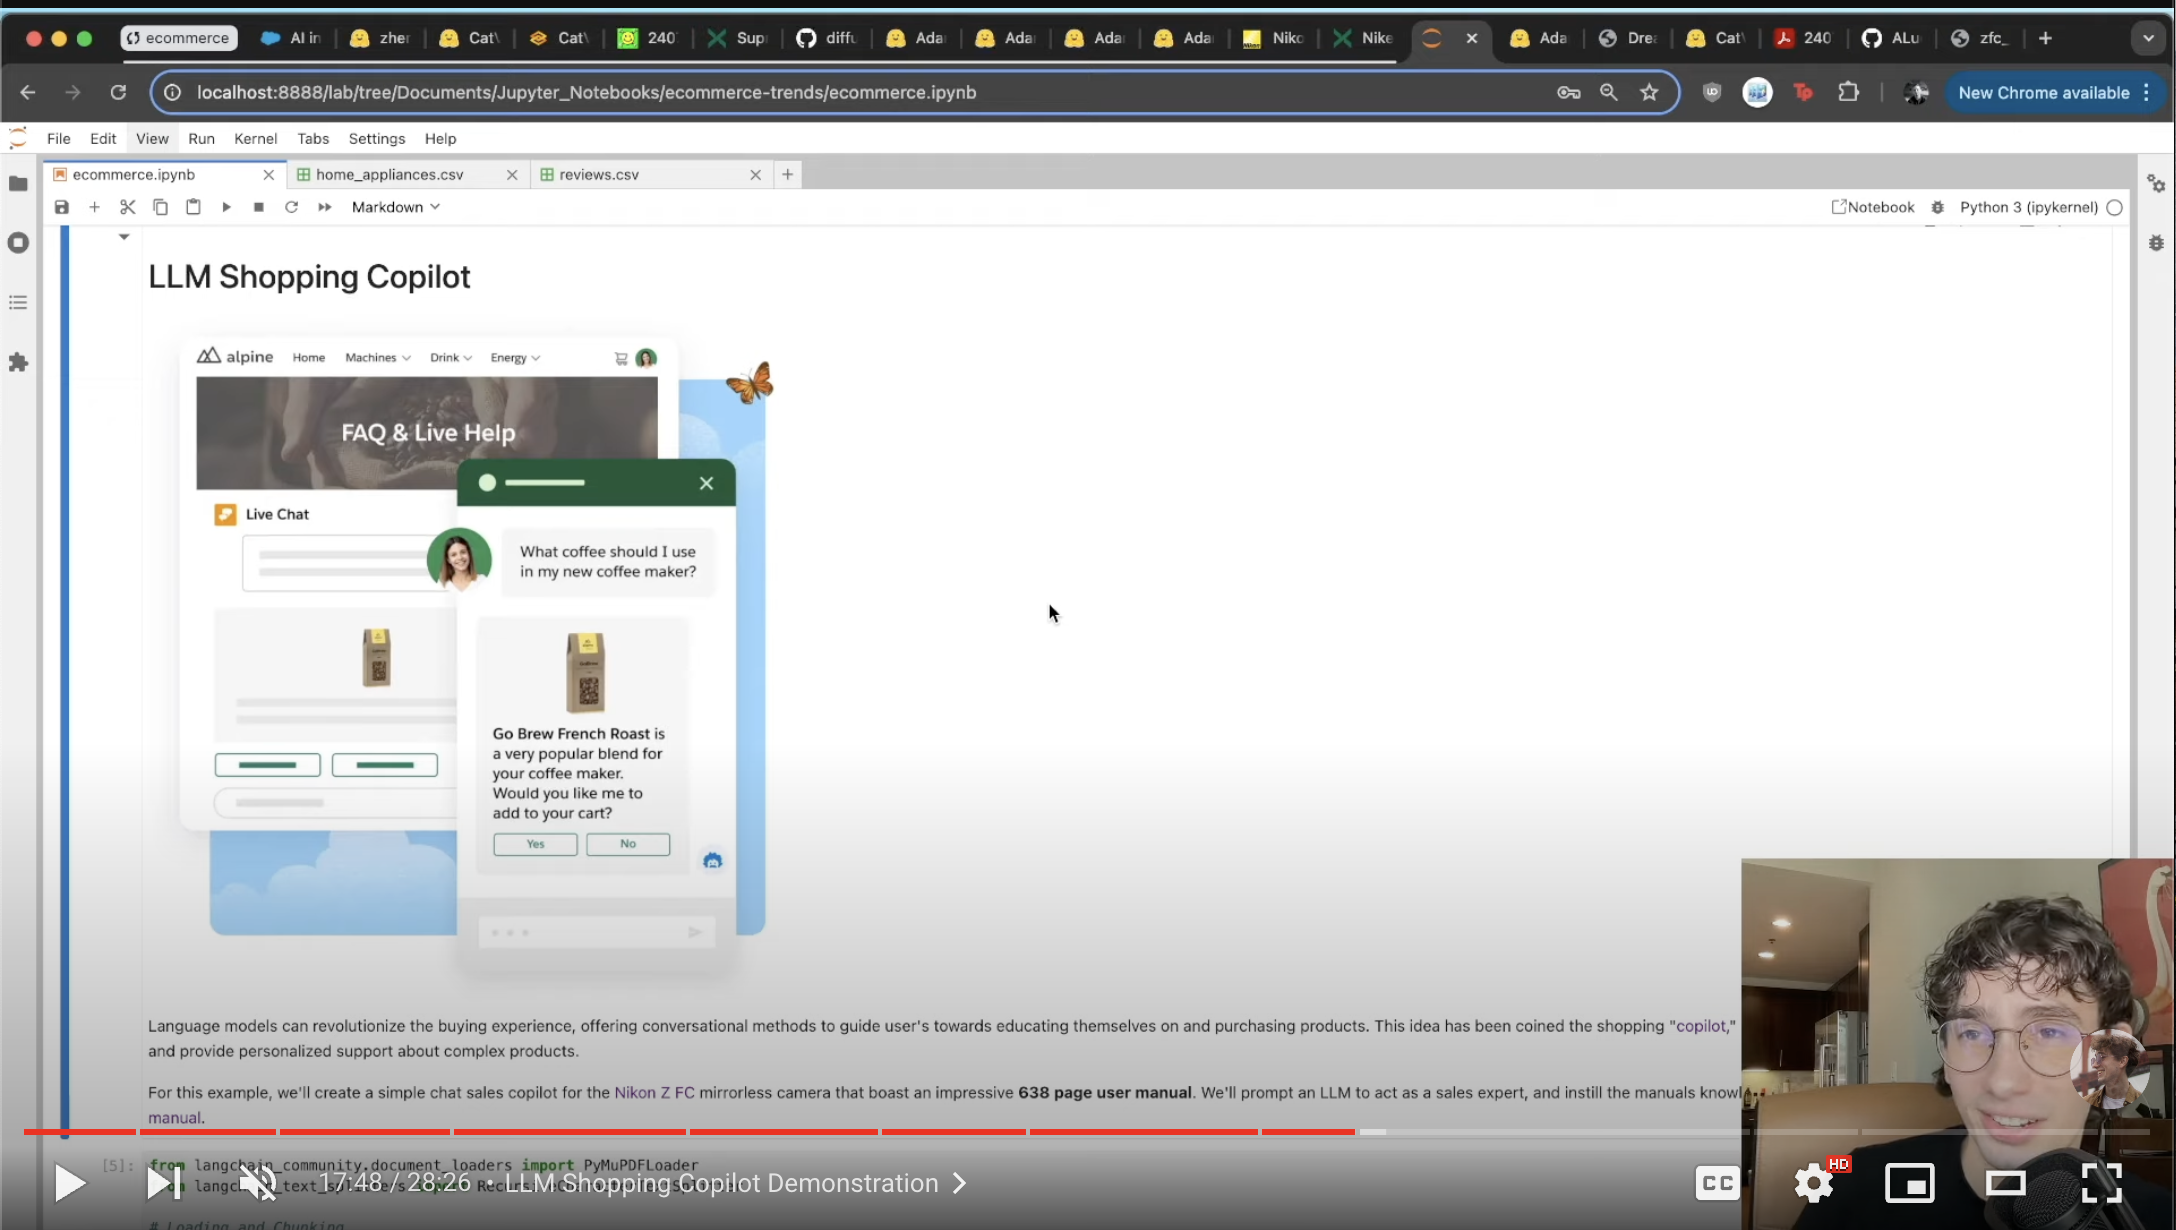 ecommerce
AI in
zher
Cat\
Cat\
240
Sup
diffu
Ada
Ada
Ada
Ada
Niko
Nike
Ada
Drea
Cat
240
ALu
zfc_
localhost:8888/lab/tree/Documents/Jupyter_Notebooks/ecommerce-trends/ecommerce.ipynb
New Chrome available
File Edit View Run Kernel Tabs Settings Help
ecommerce.ipynb
home_appliances.csv
reviews.csv
Markdown
Notebook
Python 3 (ipykernel)
LLM Shopping Copilot
alpine Home Machines Drink Energy
FAQ & Live Help
Live Chat
What coffee should I use
in my new coffee maker?
Go Brew French Roast is
a very popular blend for
your coffee maker.
Would you like me to
add to your cart?
Yes No
Language models can revolutionize the buying experience, offering conversational methods to guide user's towards educating themselves on and purchasing products. This idea has been coined the shopping "copilot,"
and provide personalized support about complex products.
For this example, we'll create a simple chat sales copilot for the Nikon Z FC mirrorless camera that boast an impressive 638 page user manual. We'll prompt an LLM to act as a sales expert, and instill the manuals knowl
manual.
[5]: from langchain_community.document_loaders import PyMuPDFLoader
# Loading and Chunking
17:48 / 28:26 • LLM Shopping Copilot Demonstration
CC
HD